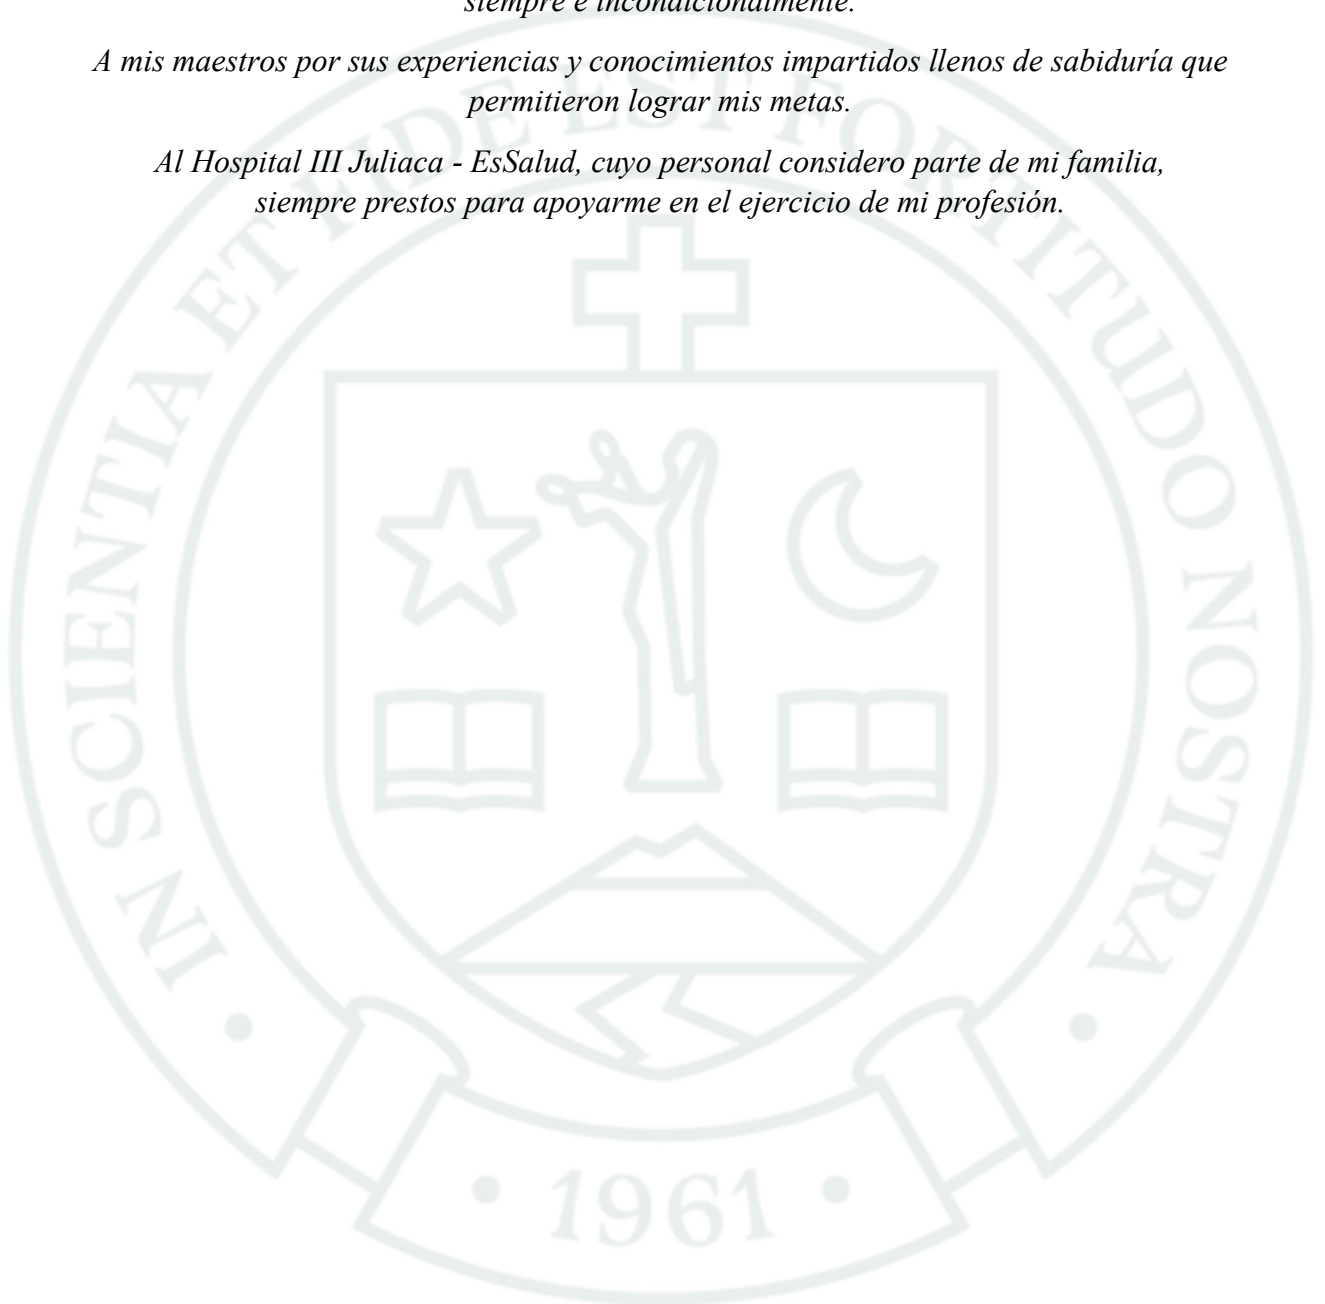 siempre e incondicionalmente.
A mis maestros por sus experiencias y conocimientos impartidos llenos de sabiduría que
permitieron lograr mis metas.
Al Hospital III Juliaca - EsSalud, cuyo personal considero parte de mi familia,
siempre prestos para apoyarme en el ejercicio de mi profesión.
• IN SCIENTIA ET FIDE EST FORTITUDO NOSTRA •
• 1961 •